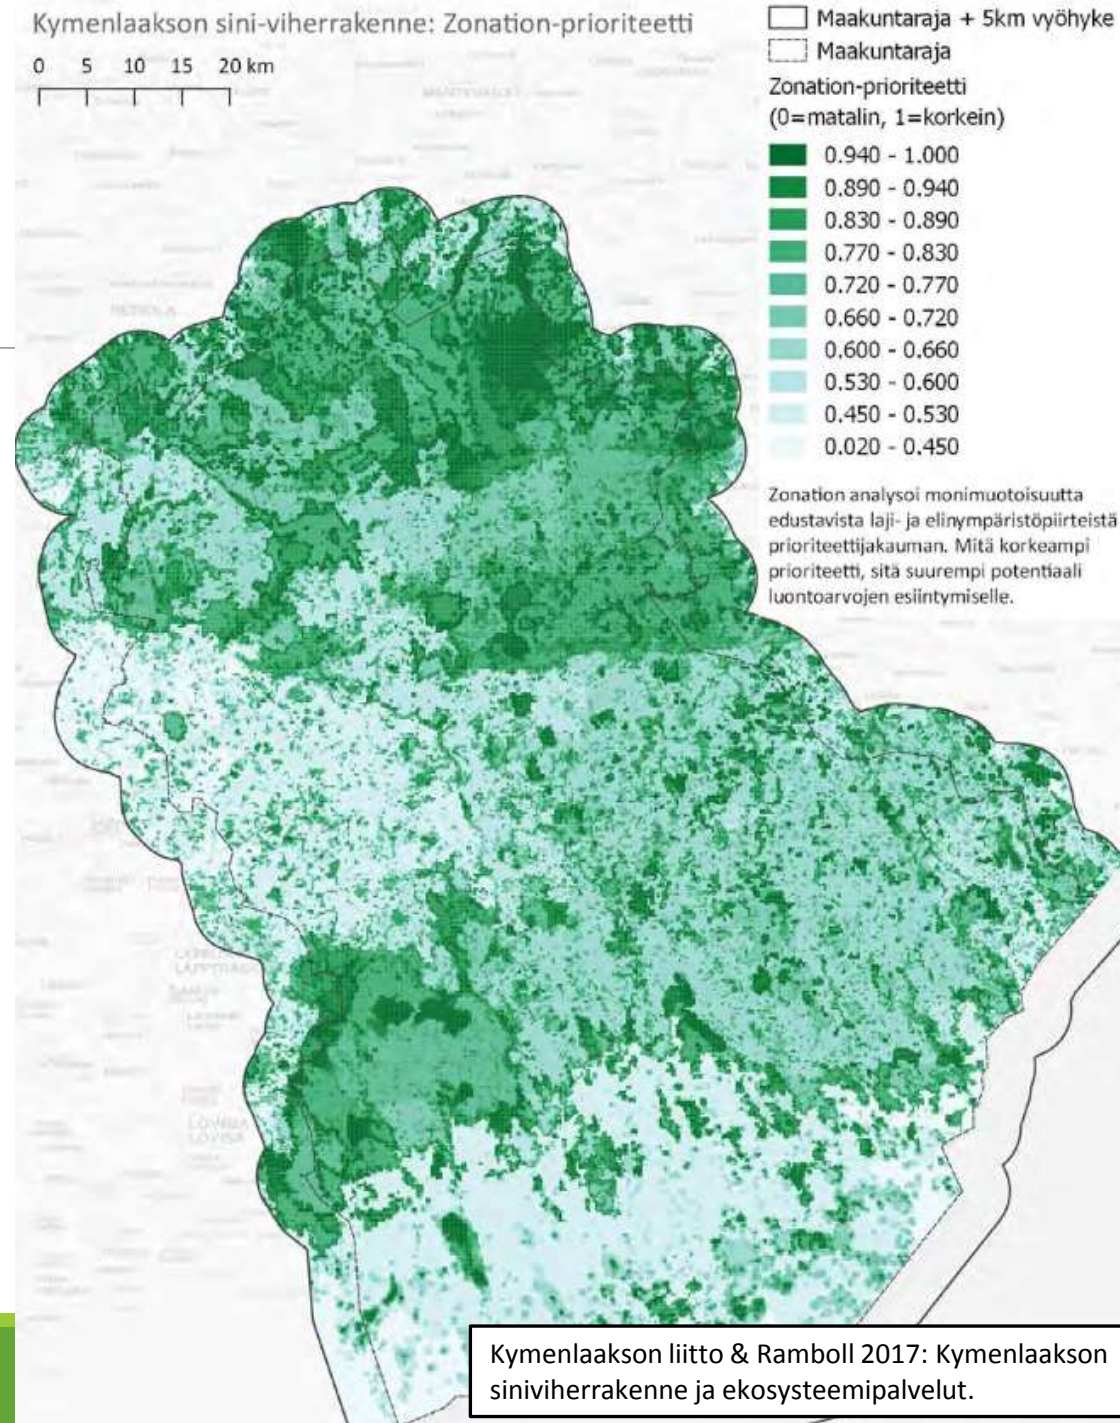 Kymenlaakson sini-viherrakenne: Zonation-prioriteetti
0 5 10 15 20 km
Maakuntaraja + 5km vyöhyke
Maakuntaraja
Zonation-prioriteetti
(0=matalin, 1=korkein)
0.940 - 1.000
0.890 - 0.940
0.830 - 0.890
0.770 - 0.830
0.720 - 0.770
0.660 - 0.720
0.600 - 0.660
0.530 - 0.600
0.450 - 0.530
0.020 - 0.450
Zonation analysoi monimuotoisuutta
edustavista laji- ja elinympäristöpiirteistä
prioriteettijakauman. Mitä korkeampi
prioriteetti, sitä suurempi potentiaali
luontoarvojen esiintymiselle.
LOVIISA
LOVISA
Kymenlaakson liitto & Ramboll 2017: Kymenlaakson
siniviherrakenne ja ekosysteemipalvelut.